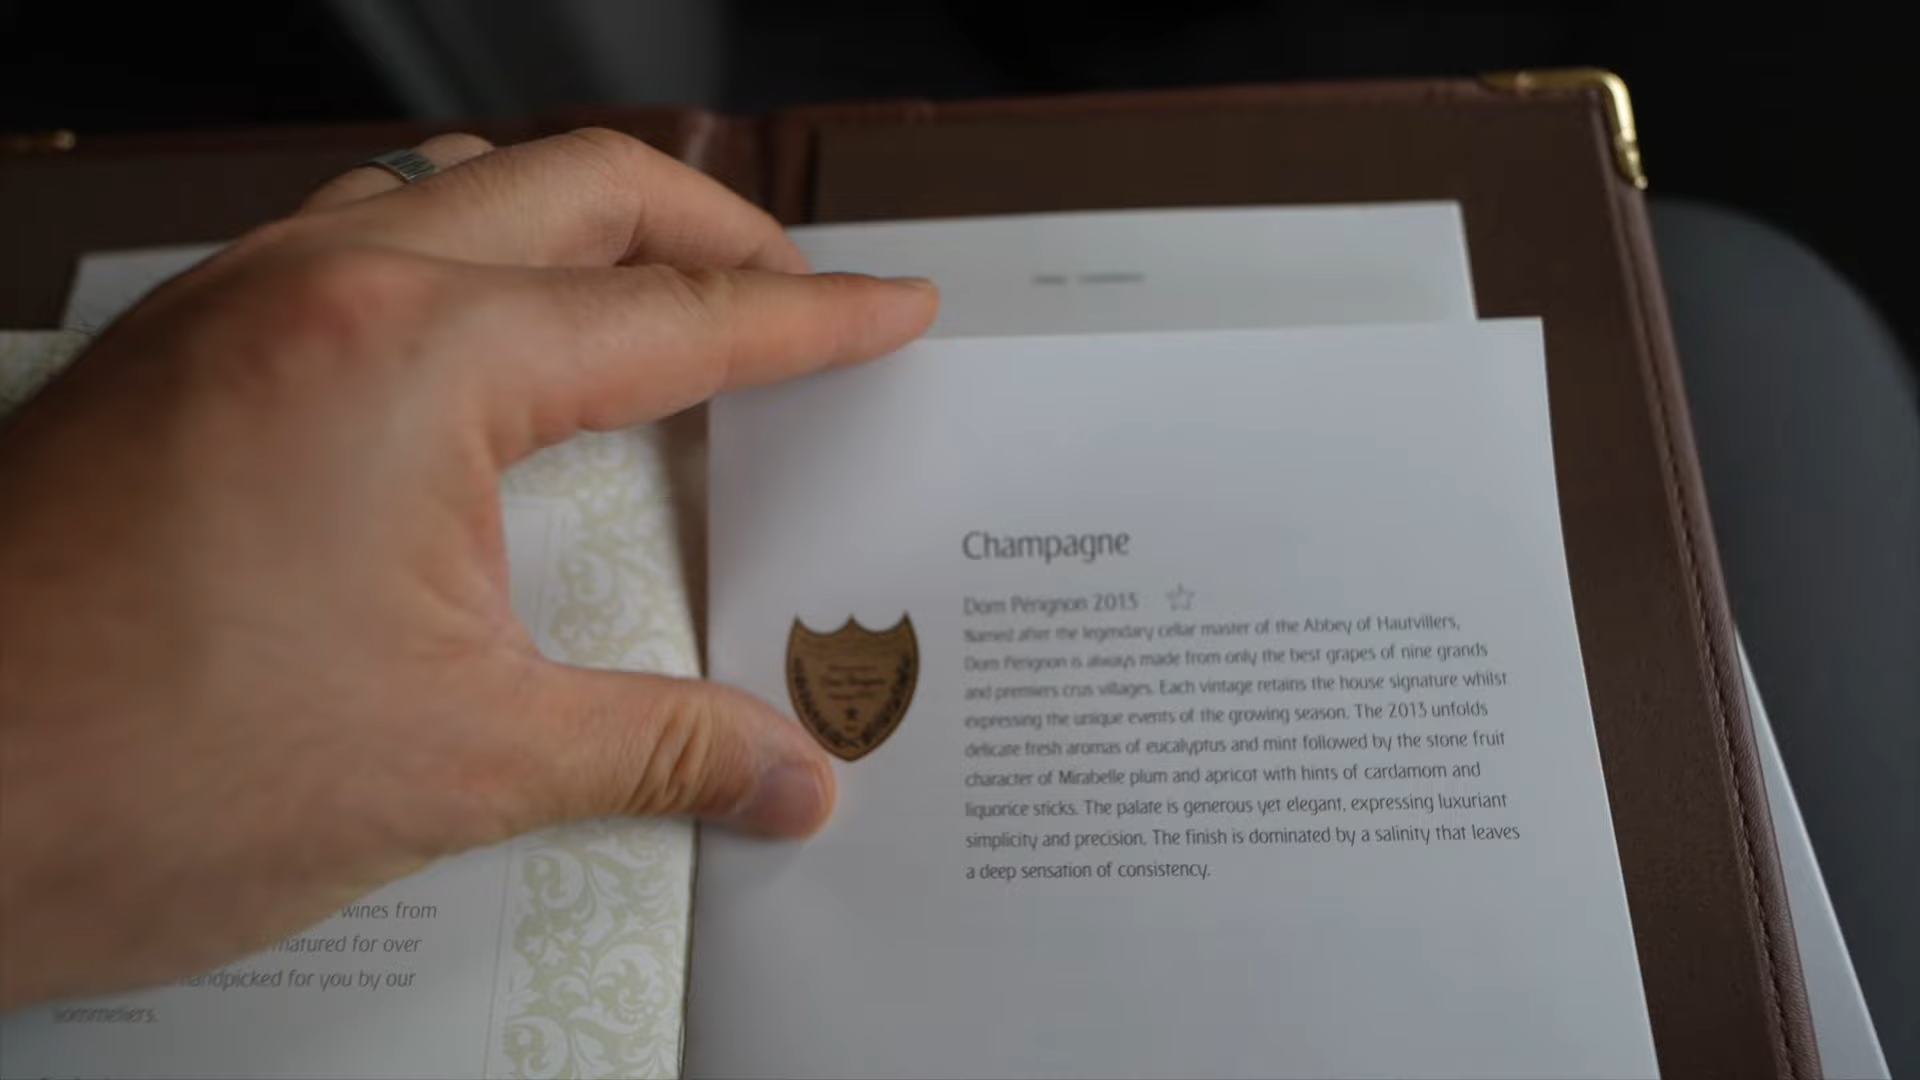 wines from
matured for over
handpicked for you by our
sommeliers.
Champagne
Dom Pérignon 2013
Named after the legendary cellar master of the Abbey of Hautvillers,
Dom Pérignon is always made from only the best grapes of nine grands
and premiers crus villages. Each vintage retains the house signature whilst
expressing the unique events of the growing season. The 2013 unfolds
delicate fresh aromas of eucalyptus and mint followed by the stone fruit
character of Mirabelle plum and apricot with hints of cardamom and
liquorice sticks. The palate is generous yet elegant, expressing luxuriant
simplicity and precision. The finish is dominated by a salinity that leaves
a deep sensation of consistency.